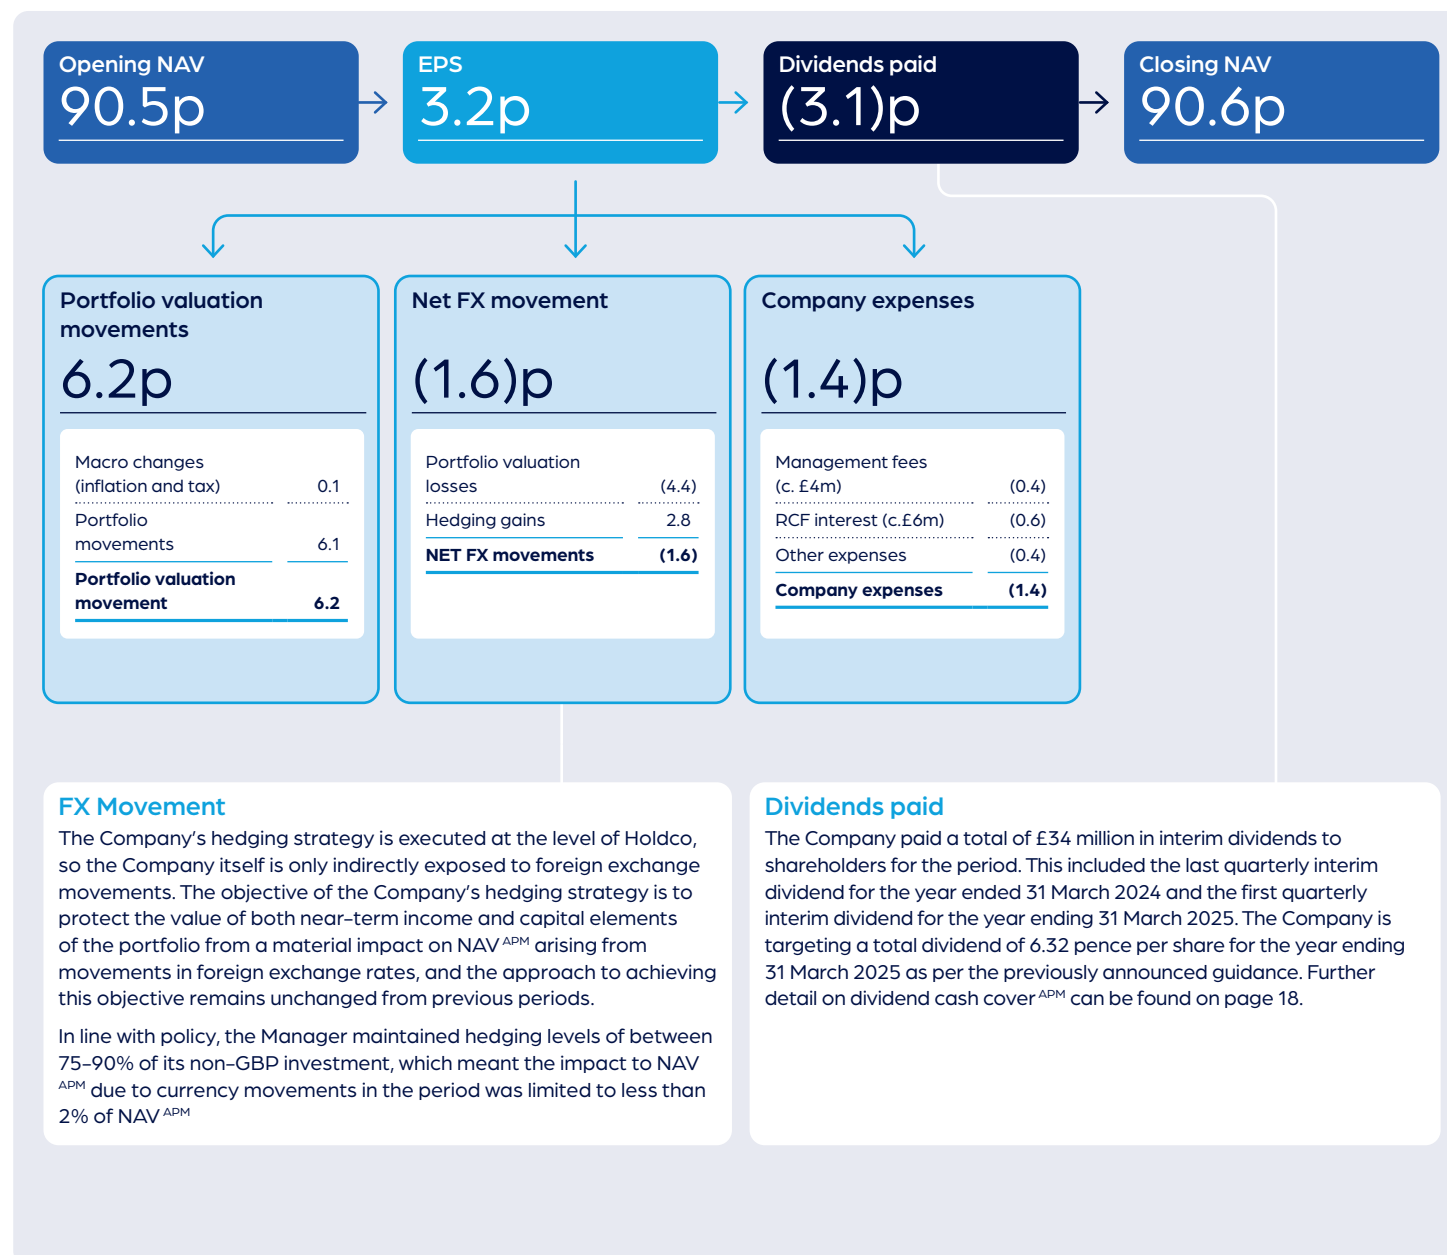 Opening NAV
90.5p
EPS
3.2p
Dividends paid
(3.1)p
Closing NAV
90.6p
Portfolio valuation
movements
6.2p
Macro changes
(inflation and tax) 0.1
Portfolio
movements 6.1
Portfolio valuation
movement 6.2
Net FX movement
(1.6)p
Portfolio valuation
losses (4.4)
Hedging gains 2.8
NET FX movements (1.6)
Company expenses
(1.4)p
Management fees
(c. £4m) (0.4)
RCF interest (c.£6m) (0.6)
Other expenses (0.4)
Company expenses (1.4)
FX Movement
The Company's hedging strategy is executed at the level of Holdco,
so the Company itself is only indirectly exposed to foreign exchange
movements. The objective of the Company's hedging strategy is to
protect the value of both near-term income and capital elements
of the portfolio from a material impact on NAV APM arising from
movements in foreign exchange rates, and the approach to achieving
this objective remains unchanged from previous periods.
In line with policy, the Manager maintained hedging levels of between
75-90% of its non-GBP investment, which meant the impact to NAV
APM due to currency movements in the period was limited to less than
2% of NAV APM
Dividends paid
The Company paid a total of £34 million in interim dividends to
shareholders for the period. This included the last quarterly interim
dividend for the year ended 31 March 2024 and the first quarterly
interim dividend for the year ending 31 March 2025. The Company is
targeting a total dividend of 6.32 pence per share for the year ending
31 March 2025 as per the previously announced guidance. Further
detail on dividend cash cover APM can be found on page 18.